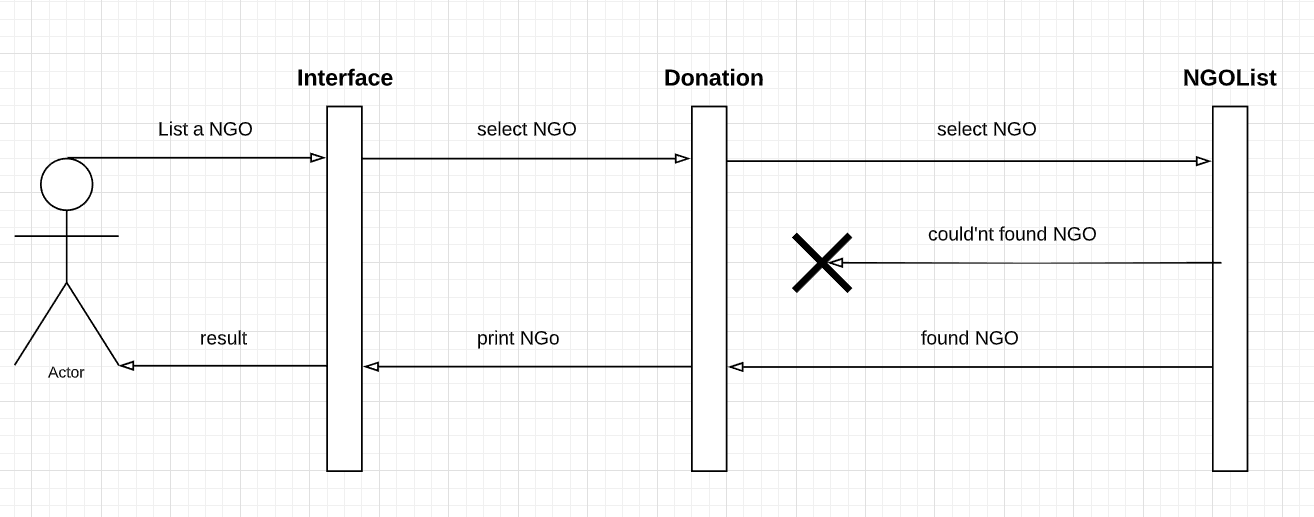 Interface
Donation
NGOList
List a NGO
select NGO
select NGO
could'nt found NGO
result
print NGo
found NGO
Actor